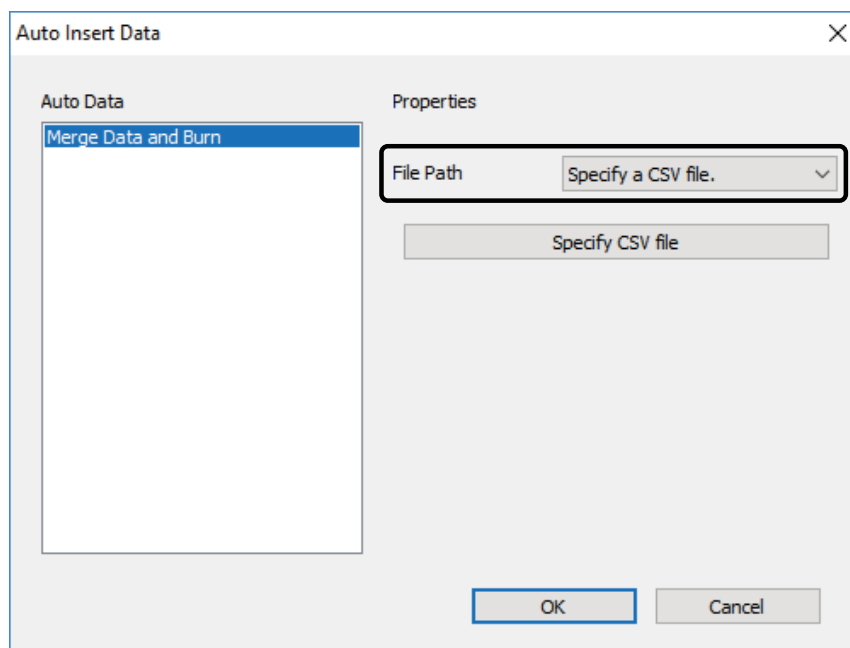 Auto Insert Data
Auto Data
Properties
Merge Data and Burn
File Path
Specify a CSV file.
Specify CSV file
OK
Cancel